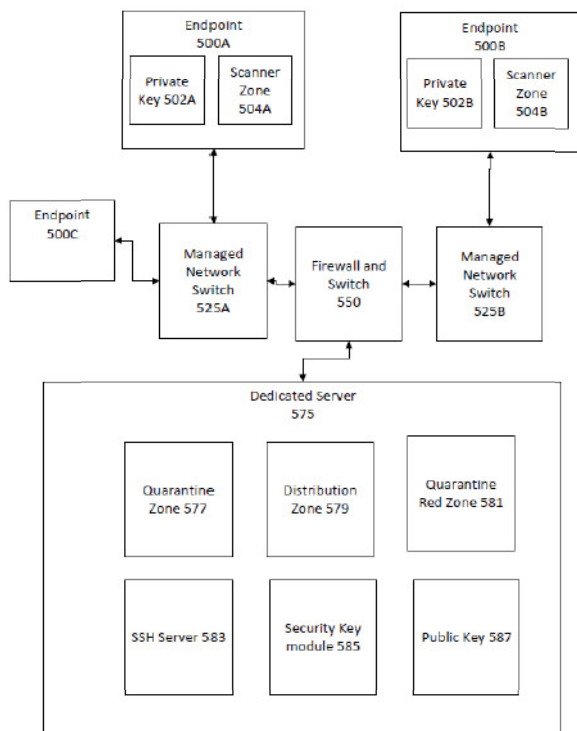 Endpoint
500A
Private
Key 502A
Scanner
Zone
504A
Endpoint
500B
Private
Key 502B
Scanner
Zone
504B
Endpoint
500C
Managed
Network
Switch
525A
Firewall and
Switch
550
Managed
Network
Switch
525B
Dedicated Server
575
Quarantine
Zone 577
Distribution
Zone 579
Quarantine
Red Zone 581
SSH Server 583
Security Key
module 585
Public Key 587